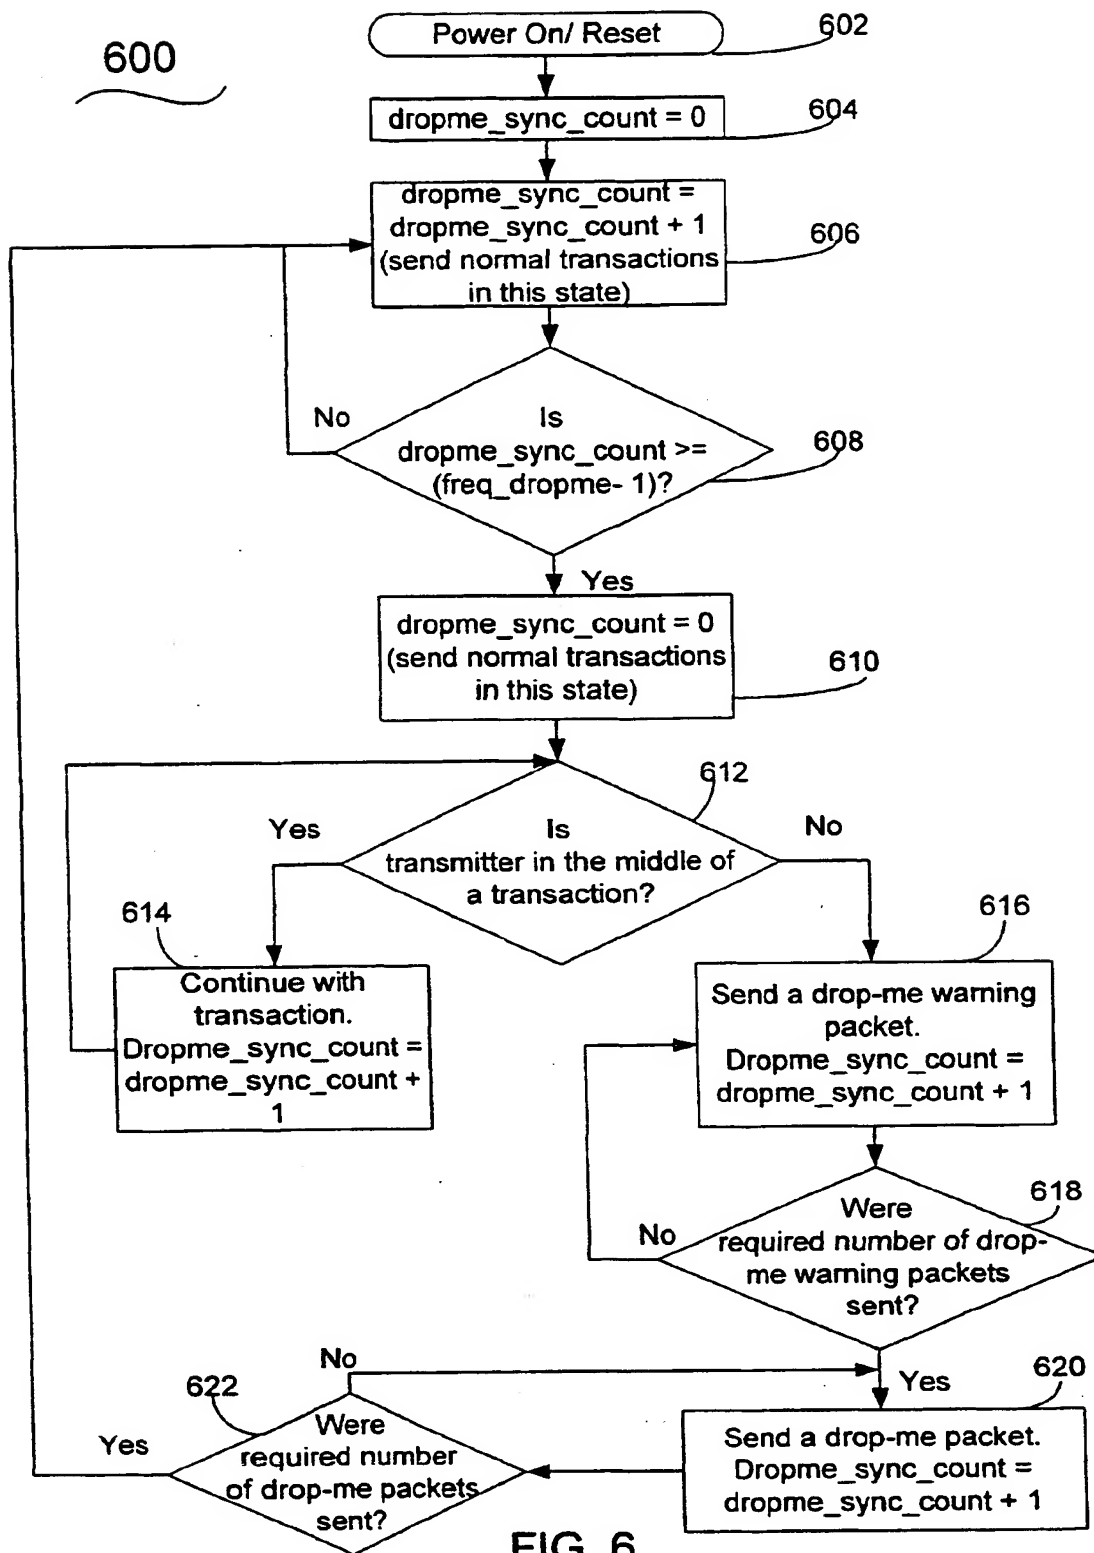 600
Power On/ Reset
602
dropme_sync_count = 0
604
dropme_sync_count =
dropme_sync_count + 1
(send normal transactions
in this state)
606
No
Is
dropme_sync_count >=
(freq_dropme- 1)?
608
Yes
dropme_sync_count = 0
(send normal transactions
in this state)
610
612
Yes
Is
transmitter in the middle of
a transaction?
No
614
Continue with
transaction.
Dropme_sync_count =
dropme_sync_count +
1
616
Send a drop-me warning
packet.
Dropme_sync_count =
dropme_sync_count + 1
618
No
Were
required number of drop-
me warning packets
sent?
Yes
620
Send a drop-me packet.
Dropme_sync_count =
dropme_sync_count + 1
No
622
Yes
Were
required number
of drop-me packets
sent?
FIG. 6